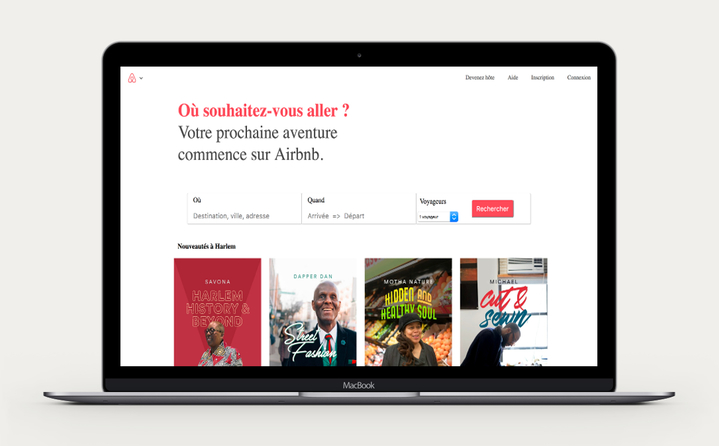 Devenez hôte Aide Inscription Connexion
Où souhaitez-vous aller ?
Votre prochaine aventure
commence sur Airbnb.
Où Quand Voyageurs
Destination, ville, adresse Arrivée => Départ 1 voyageur Rechercher
Nouveautés à Harlem
SAVONA
HARLEM
HISTORY &
BEYOND
DAPPER DAN
Street
Fashion
MOTHA NATURE
HIDDEN AND
HEALTHY SOUL
MICHAEL
cut &
sewn
MacBook